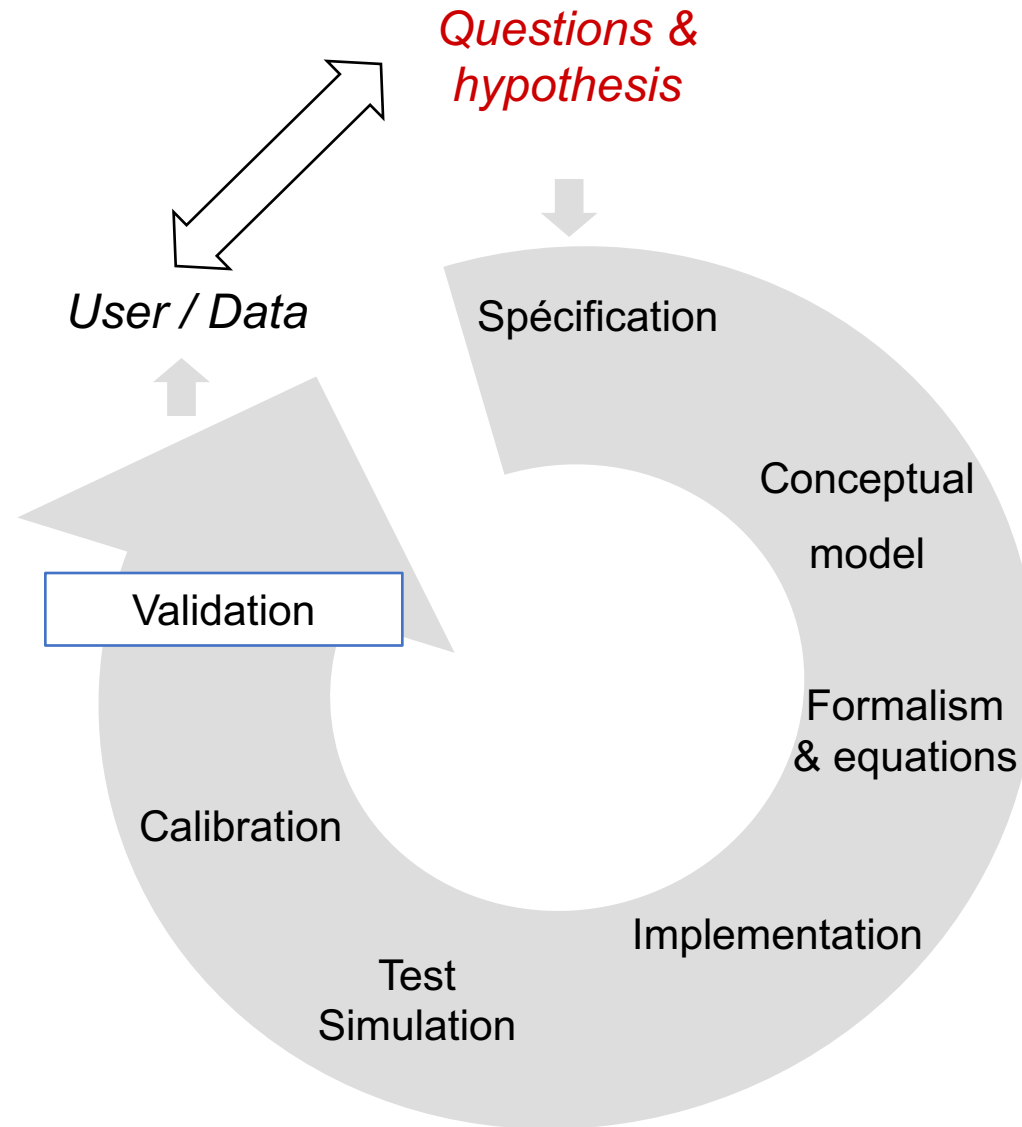 Questions &
hypothesis
User / Data
Spécification
Conceptual
model
Formalism
& equations
Implementation
Test
Simulation
Calibration
Validation